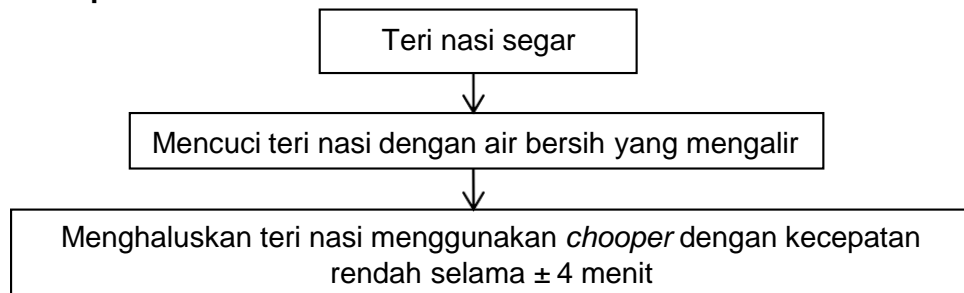 Teri nasi segar
Mencuci teri nasi dengan air bersih yang mengalir
Menghaluskan teri nasi menggunakan chooper dengan kecepatan
rendah selama ± 4 menit